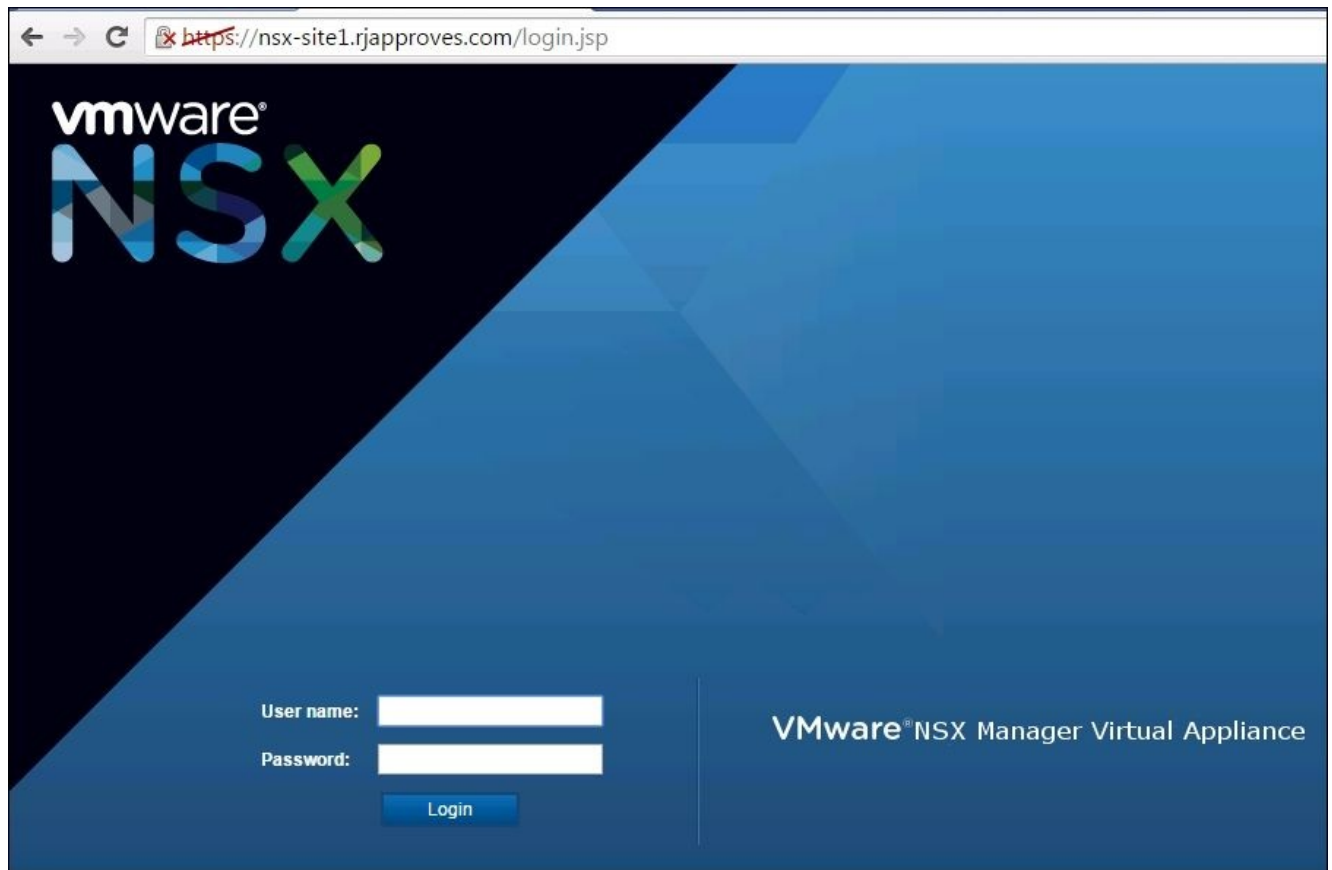 https://nsx-site1.rjapproves.com/login.jsp
vmware®
NSX
User name:
Password:
Login
VMware® NSX Manager Virtual Appliance